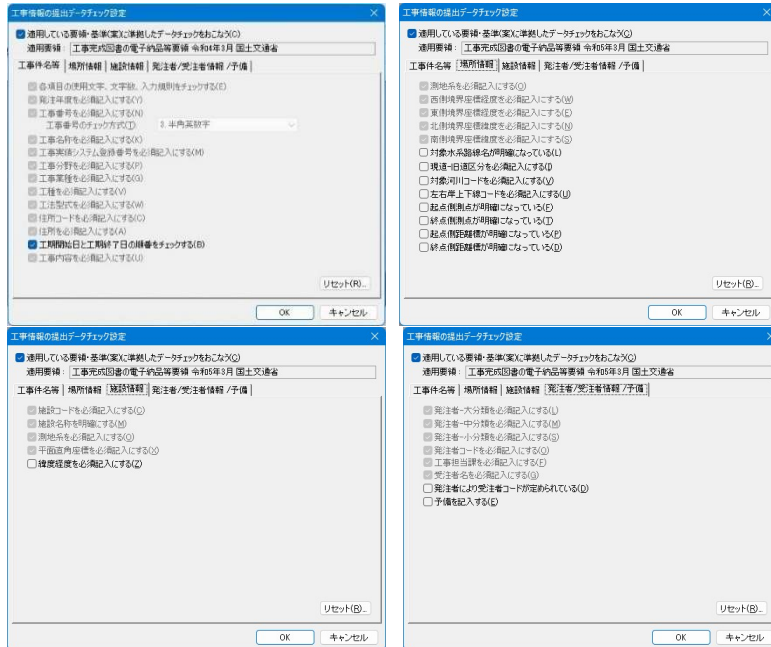 工事情報の提出データチェック設定
適用している要領・基準(案)に準拠したデータチェックをおこなう(C)
適用要領： 工事完成図書の電子納品等要領 令和4年3月 国土交通省
工事件名等 場所情報 施設情報 発注者/受注者情報 /予備
各項目の使用文字、文字数、入力規則をチェックする(E)
発注年度を必須記入にする(Y)
工事番号を必須記入にする(N)
工事番号のチェック方式(T) 3. 半角英数字
工事名称を必須記入にする(K)
工事実績システム登録番号を必須記入にする(M)
工事分野を必須記入にする(P)
工事業種を必須記入にする(G)
工種を必須記入にする(V)
工法型式を必須記入にする(W)
住所コードを必須記入にする(C)
住所を必須記入にする(A)
工期開始日と工期終了日の順番をチェックする(B)
工事内容を必須記入にする(U)
リセット(R)...
OK キャンセル
工事情報の提出データチェック設定
適用している要領・基準(案)に準拠したデータチェックをおこなう(C)
適用要領： 工事完成図書の電子納品等要領 令和5年3月 国土交通省
工事件名等 場所情報 施設情報 発注者/受注者情報 /予備
測地系を必須記入にする(O)
西側境界座標経度を必須記入にする(W)
東側境界座標経度を必須記入にする(E)
北側境界座標緯度を必須記入にする(N)
南側境界座標緯度を必須記入にする(S)
対象水系路線名が明確になっている(L)
現道-旧道区分を必須記入にする(I)
対象河川コードを必須記入にする(V)
左右岸上下線コードを必須記入にする(U)
起点側測点が明確になっている(F)
終点側測点が明確になっている(T)
起点側距離標が明確になっている(P)
終点側距離標が明確になっている(D)
リセット(R)...
OK キャンセル
工事情報の提出データチェック設定
適用している要領・基準(案)に準拠したデータチェックをおこなう(C)
適用要領： 工事完成図書の電子納品等要領 令和5年3月 国土交通省
工事件名等 場所情報 施設情報 発注者/受注者情報 /予備
施設コードを必須記入にする(C)
施設名称を明確にする(M)
測地系を必須記入にする(O)
平面直角座標を必須記入にする(X)
緯度経度を必須記入にする(Z)
リセット(R)...
OK キャンセル
工事情報の提出データチェック設定
適用している要領・基準(案)に準拠したデータチェックをおこなう(C)
適用要領： 工事完成図書の電子納品等要領 令和5年3月 国土交通省
工事件名等 場所情報 施設情報 発注者/受注者情報 /予備
発注者-大分類を必須記入にする(L)
発注者-中分類を必須記入にする(M)
発注者-小分類を必須記入にする(S)
発注者コードを必須記入にする(O)
工事担当課を必須記入にする(F)
受注者名を必須記入にする(G)
発注者により受注者コードが定められている(D)
予備を記入する(E)
リセット(R)...
OK キャンセル